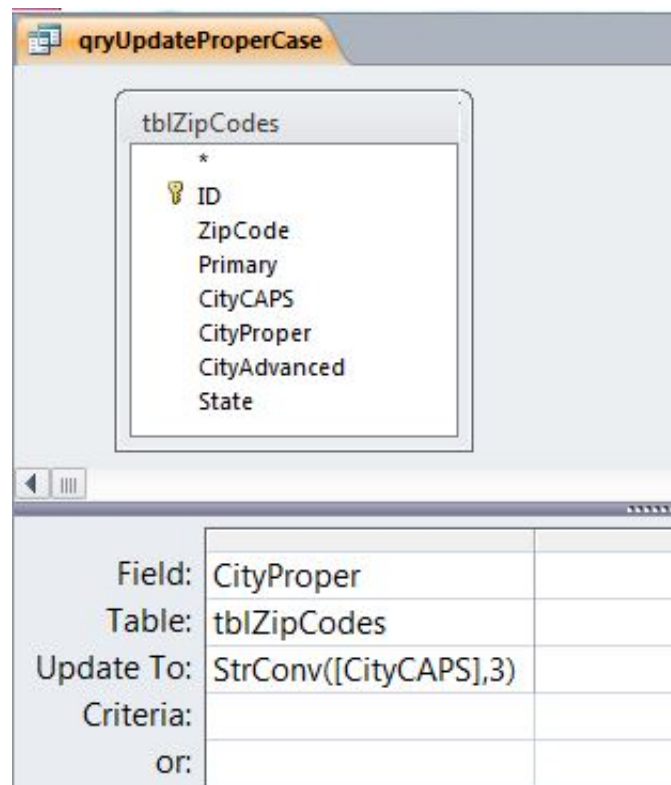 qryUpdateProperCase
tblZipCodes
*
ID
ZipCode
Primary
CityCAPS
CityProper
CityAdvanced
State
Field: CityProper
Table: tblZipCodes
Update To: StrConv([CityCAPS],3)
Criteria:
or: